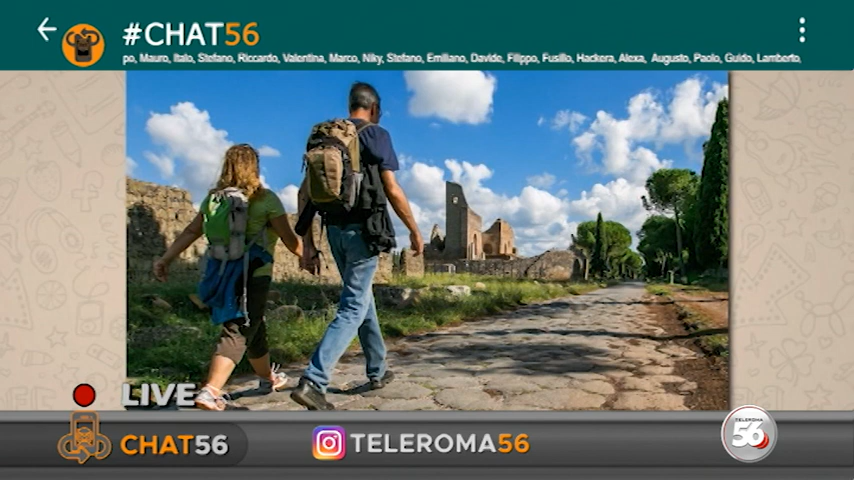 #CHAT56
po, Mauro, Italo, Stefano, Riccardo, Valentina, Marco, Niky, Stefano, Emiliano, Davide, Filippo, Fusillo, Hackera, Alexa, Augusto, Paolo, Guido, Lamberto,
LIVE
CHAT56
TELEROMA56
TELEROMA
56